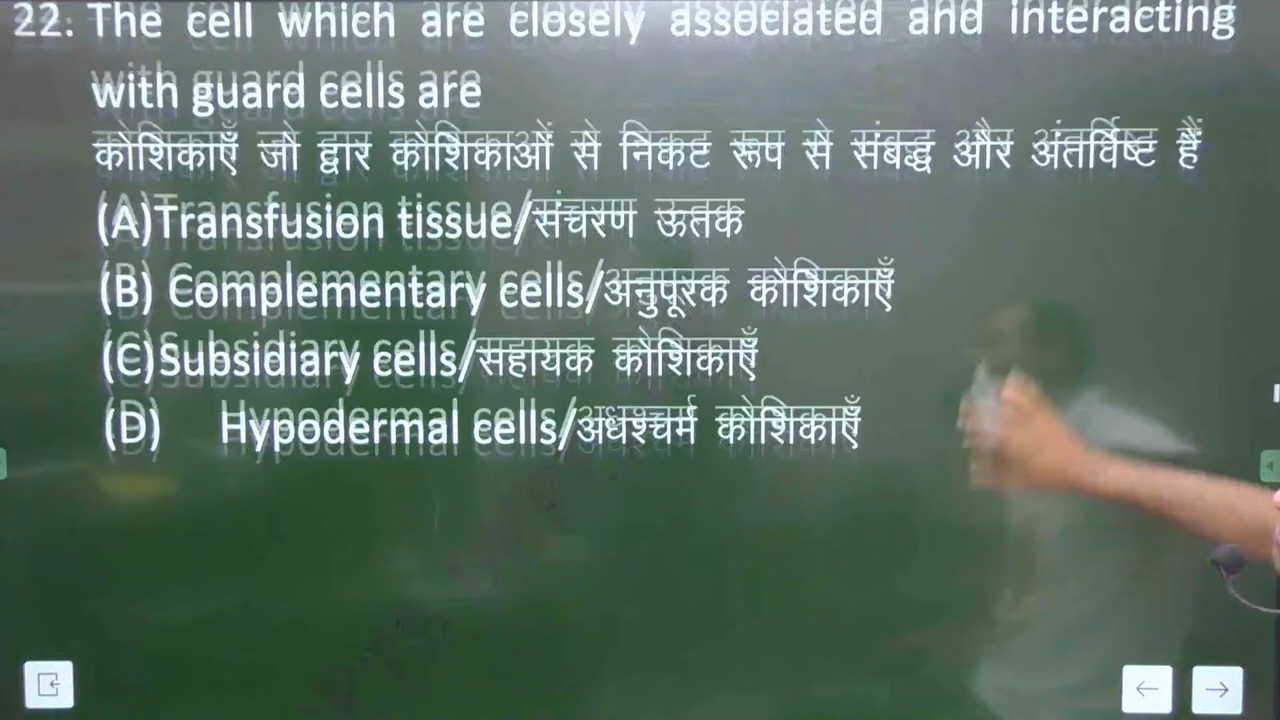 22. The cell which are closely associated and interacting
with guard cells are
कोशिकाएँ जो द्वार कोशिकाओं से निकट रूप से संबद्ध और अंतर्विष्ट हैं
(A)Transfusion tissue/संचरण ऊतक
(B) Complementary cells/अनुपूरक कोशिकाएँ
(C)Subsidiary cells/सहायक कोशिकाएँ
(D) Hypodermal cells/अधश्चर्म कोशिकाएँ